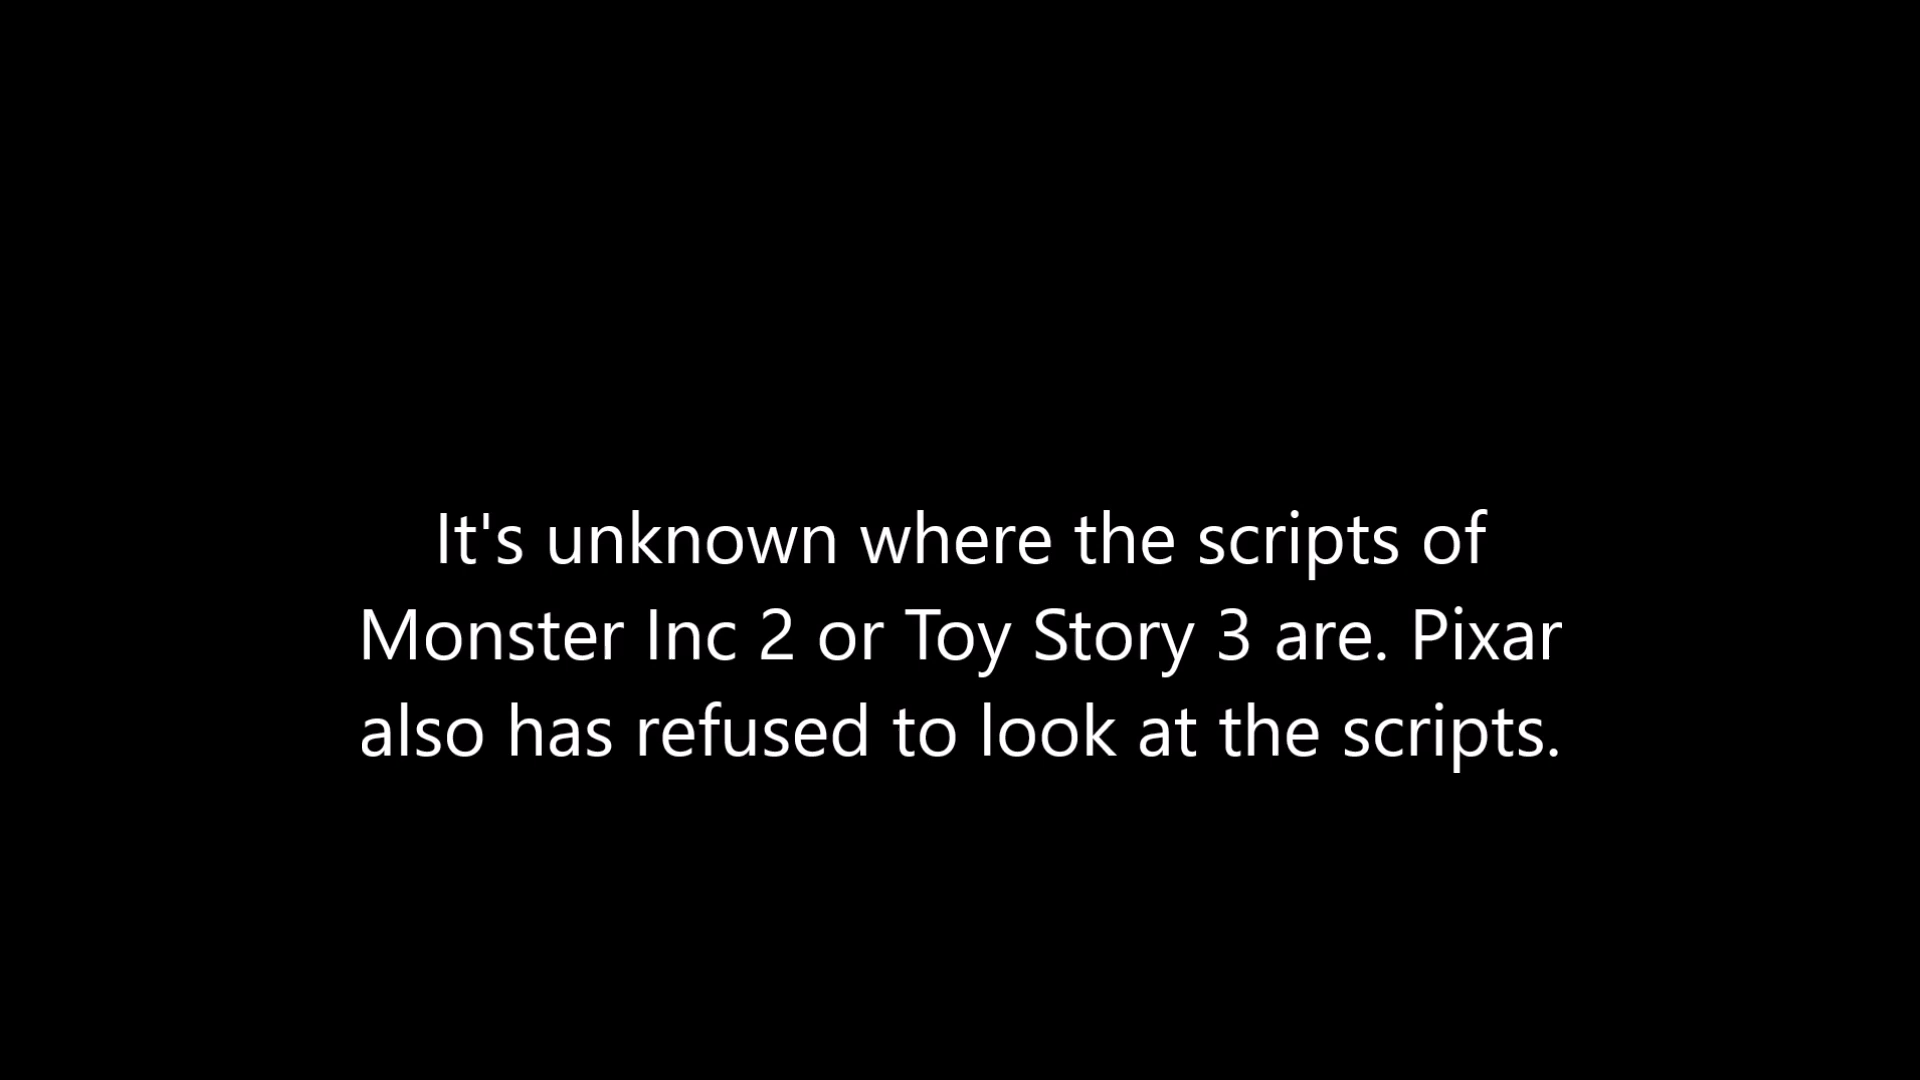 It's unknown where the scripts of
Monster Inc 2 or Toy Story 3 are. Pixar
also has refused to look at the scripts.